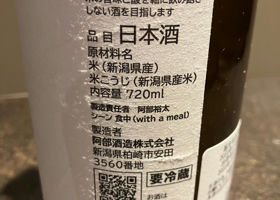 しない酒を目指します
品目 日本酒
原材料名
米(新潟県産)
米こうじ(新潟県産米)
内容量 720ml
製造責任者 阿部裕太
シーン 食中(with a meal)
製造者
阿部酒造株式会社
新潟県柏崎市安田
3560番地
要冷蔵
お酒は